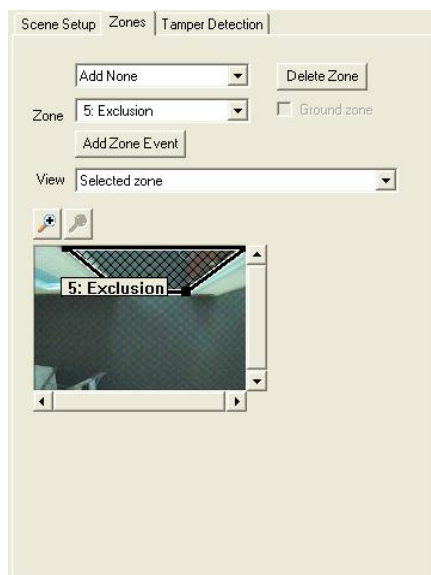 Scene Setup Zones Tamper Detection
Add None Delete Zone
Zone 5: Exclusion Ground zone
Add Zone Event
View Selected zone
5: Exclusion